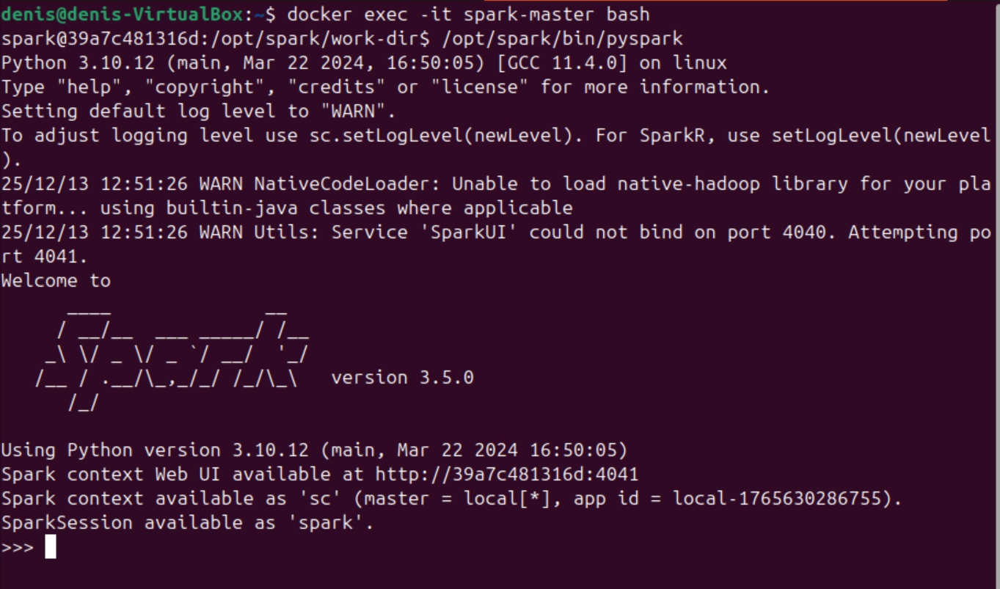 denis@denis-VirtualBox:~$ docker exec -it spark-master bash
spark@39a7c481316d:/opt/spark/work-dir$ /opt/spark/bin/pyspark
Python 3.10.12 (main, Mar 22 2024, 16:50:05) [GCC 11.4.0] on linux
Type "help", "copyright", "credits" or "license" for more information.
Setting default log level to "WARN".
To adjust logging level use sc.setLogLevel(newLevel). For SparkR, use setLogLevel(newLevel
).
25/12/13 12:51:26 WARN NativeCodeLoader: Unable to load native-hadoop library for your pla
tform... using builtin-java classes where applicable
25/12/13 12:51:26 WARN Utils: Service 'SparkUI' could not bind on port 4040. Attempting po
rt 4041.
Welcome to
      ____              __
     / __/__  ___ _____/ /__
    _\ \/ _ \/ _ `/ __/  '_/
   /__ / .__/\_,_/_/ /_/\_\   version 3.5.0
      /_/

Using Python version 3.10.12 (main, Mar 22 2024 16:50:05)
Spark context Web UI available at http://39a7c481316d:4041
Spark context available as 'sc' (master = local[*], app id = local-1765630286755).
SparkSession available as 'spark'.
>>>